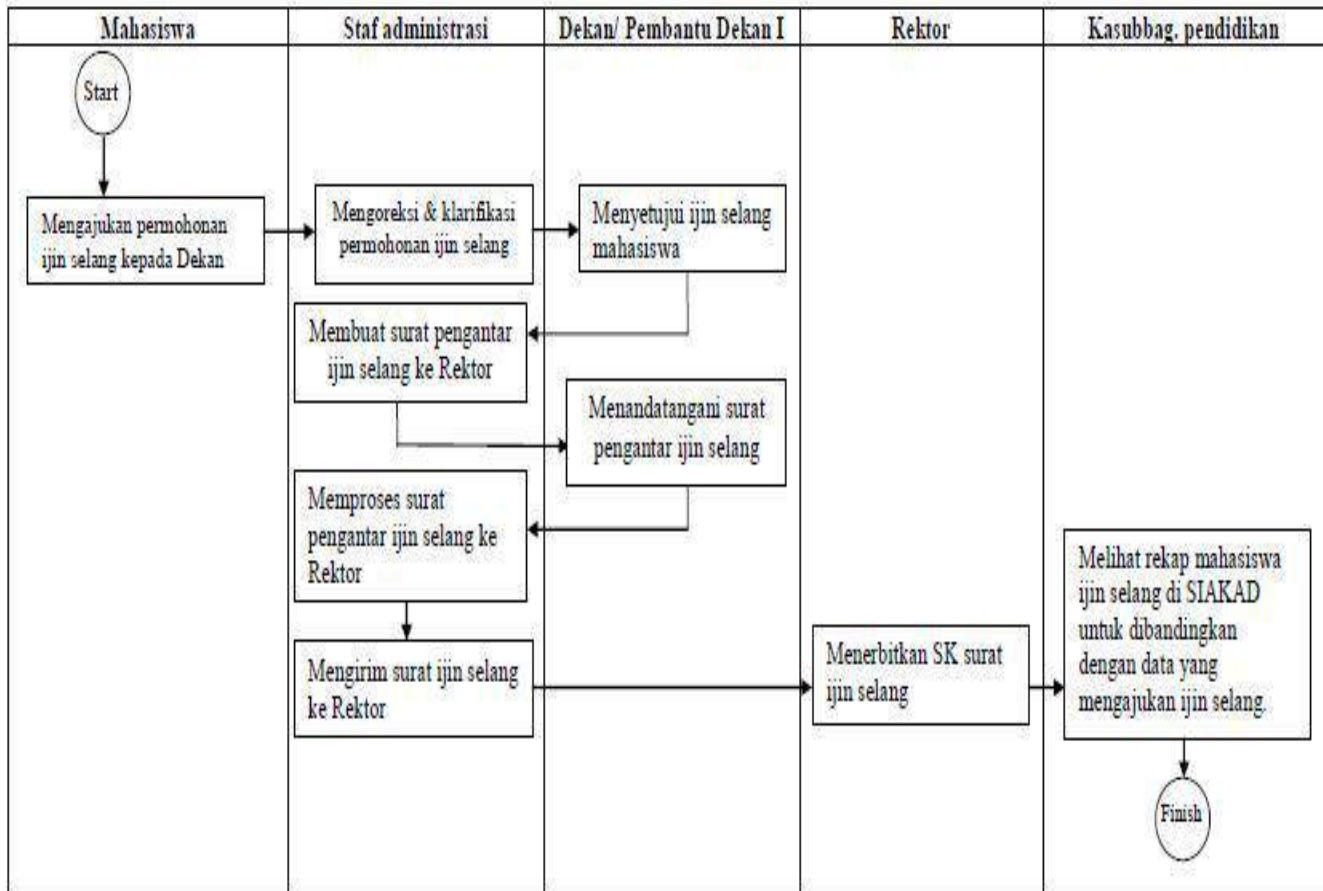 Mahasiswa
Staf administrasi
Dekan/ Pembantu Dekan I
Rektor
Kasubbag. pendidikan
Start
Mengajukan permohonan
ijin selang kepada Dekan
Mengoreksi & klarifikasi
permohonan ijin selang
Menyetujui ijin selang
mahasiswa
Membuat surat pengantar
ijin selang ke Rektor
Menandatangani surat
pengantar ijin selang
Memproses surat
pengantar ijin selang ke
Rektor
Mengirim surat ijin selang
ke Rektor
Menerbitkan SK surat
ijin selang
Melihat rekap mahasiswa
ijin selang di SIAKAD
untuk dibandingkan
dengan data yang
mengajukan ijin selang.
Finish